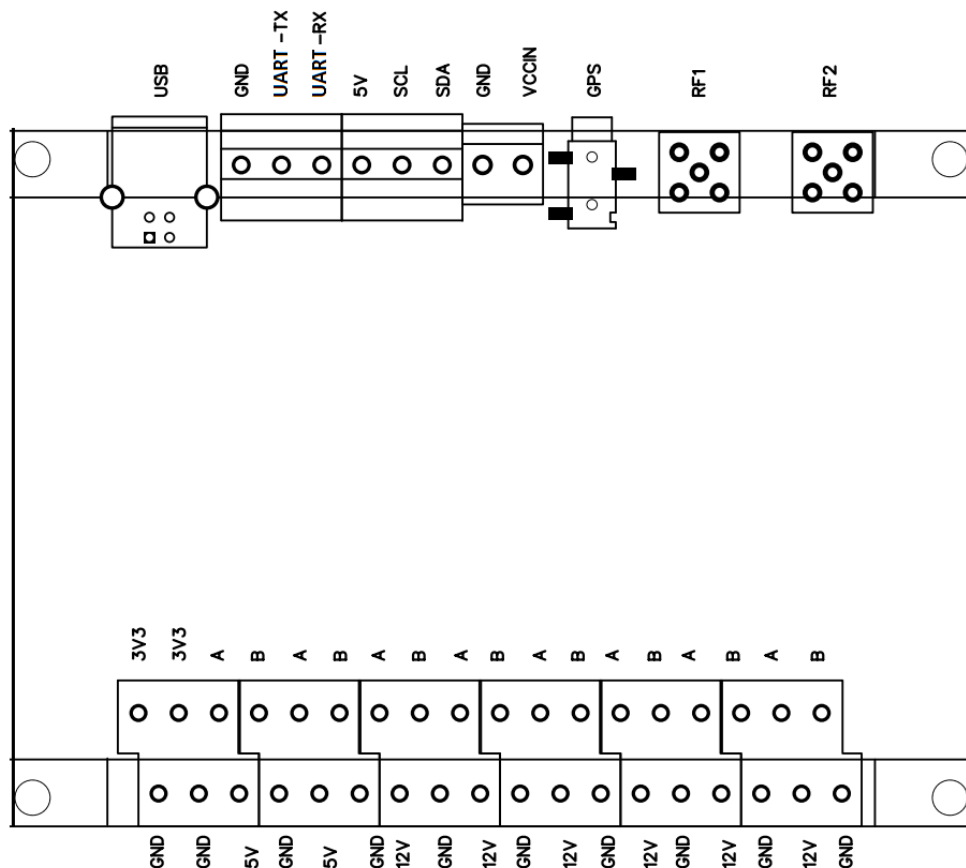 USB
GND
UART-TX
UART-RX
5V
SCL
SDA
GND
VCCIN
GPS
RF1
RF2
3V3
3V3
A
B
A
B
A
B
A
B
A
B
A
B
A
B
A
B
GND
GND
5V
GND
5V
GND
12V
GND
12V
GND
12V
GND
12V
GND
12V
GND
12V
GND